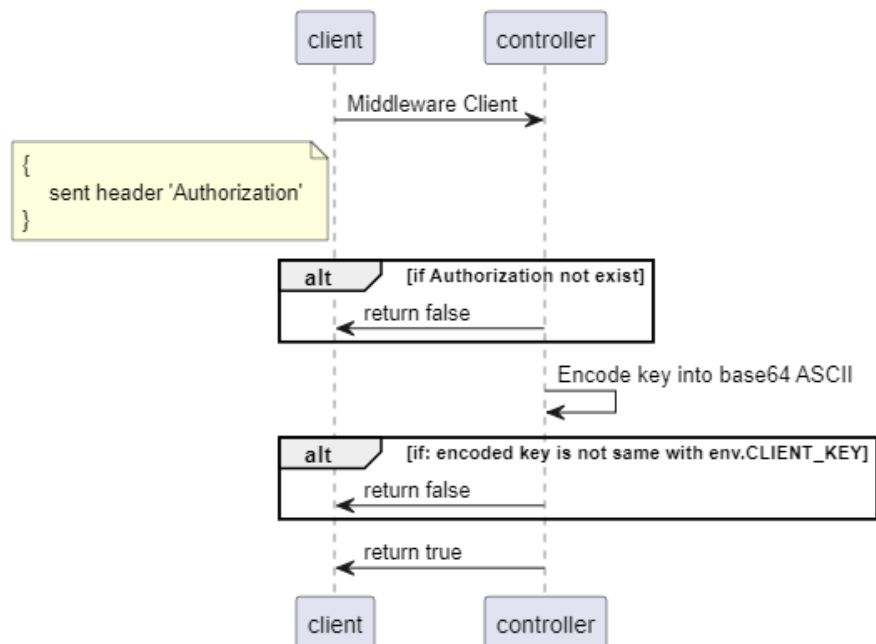 client
controller
Middleware Client
{
sent header 'Authorization'
}
alt
[if Authorization not exist]
return false
Encode key into base64 ASCII
alt
[if: encoded key is not same with env.CLIENT_KEY]
return false
return true
client
controller